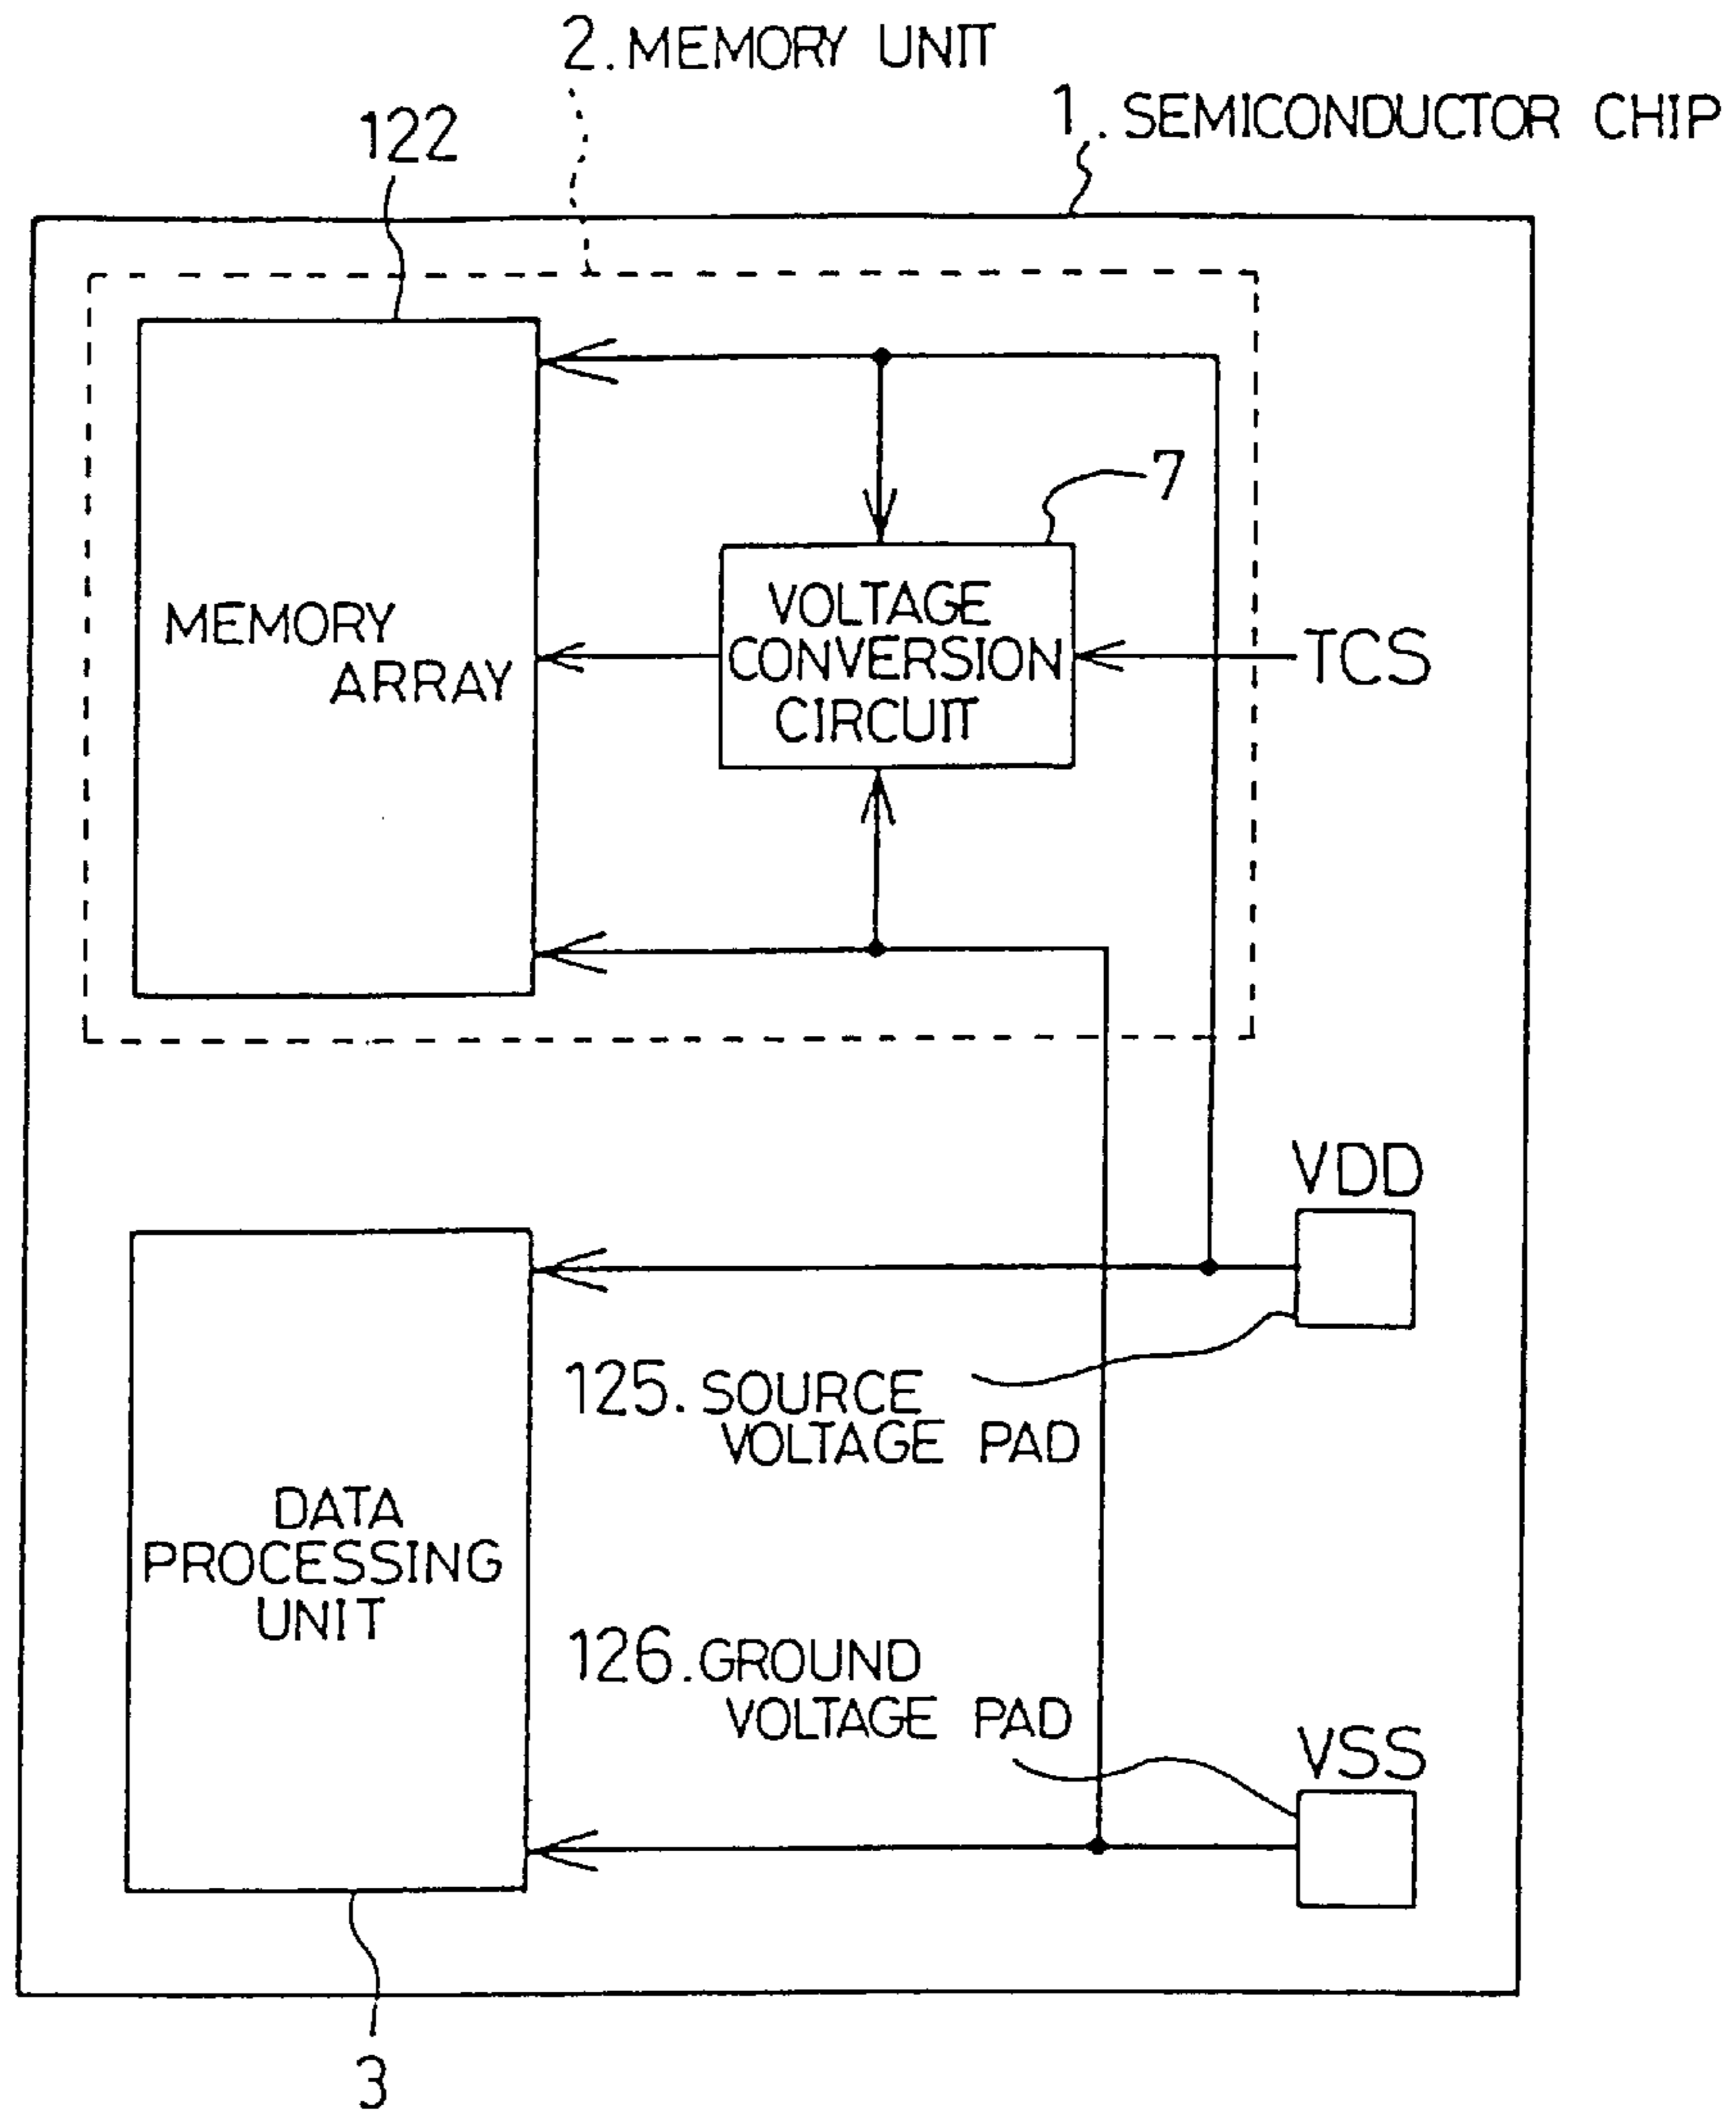 2. MEMORY UNIT
1. SEMICONDUCTOR CHIP
122
7
VOLTAGE
CONVERSION
CIRCUIT
MEMORY
ARRAY
TCS
VDD
125. SOURCE
VOLTAGE PAD
DATA
PROCESSING
UNIT
126. GROUND
VOLTAGE PAD
VSS
3